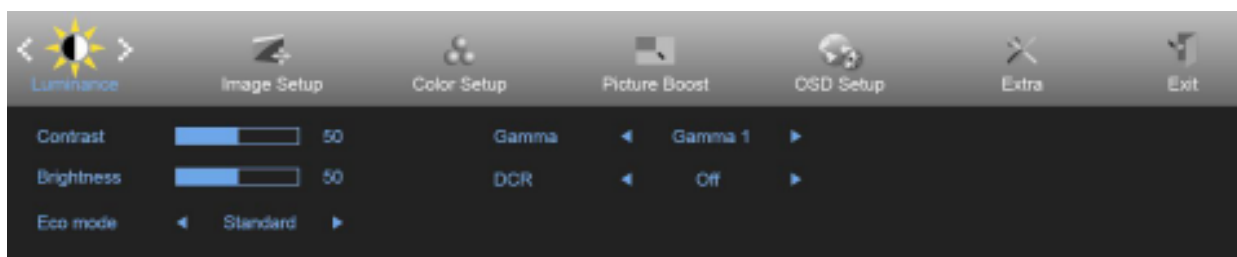 Luminance Image Setup Color Setup Picture Boost OSD Setup Extra Exit
Contrast 50 Gamma Gamma 1
Brightness 50 DCR Off
Eco mode Standard